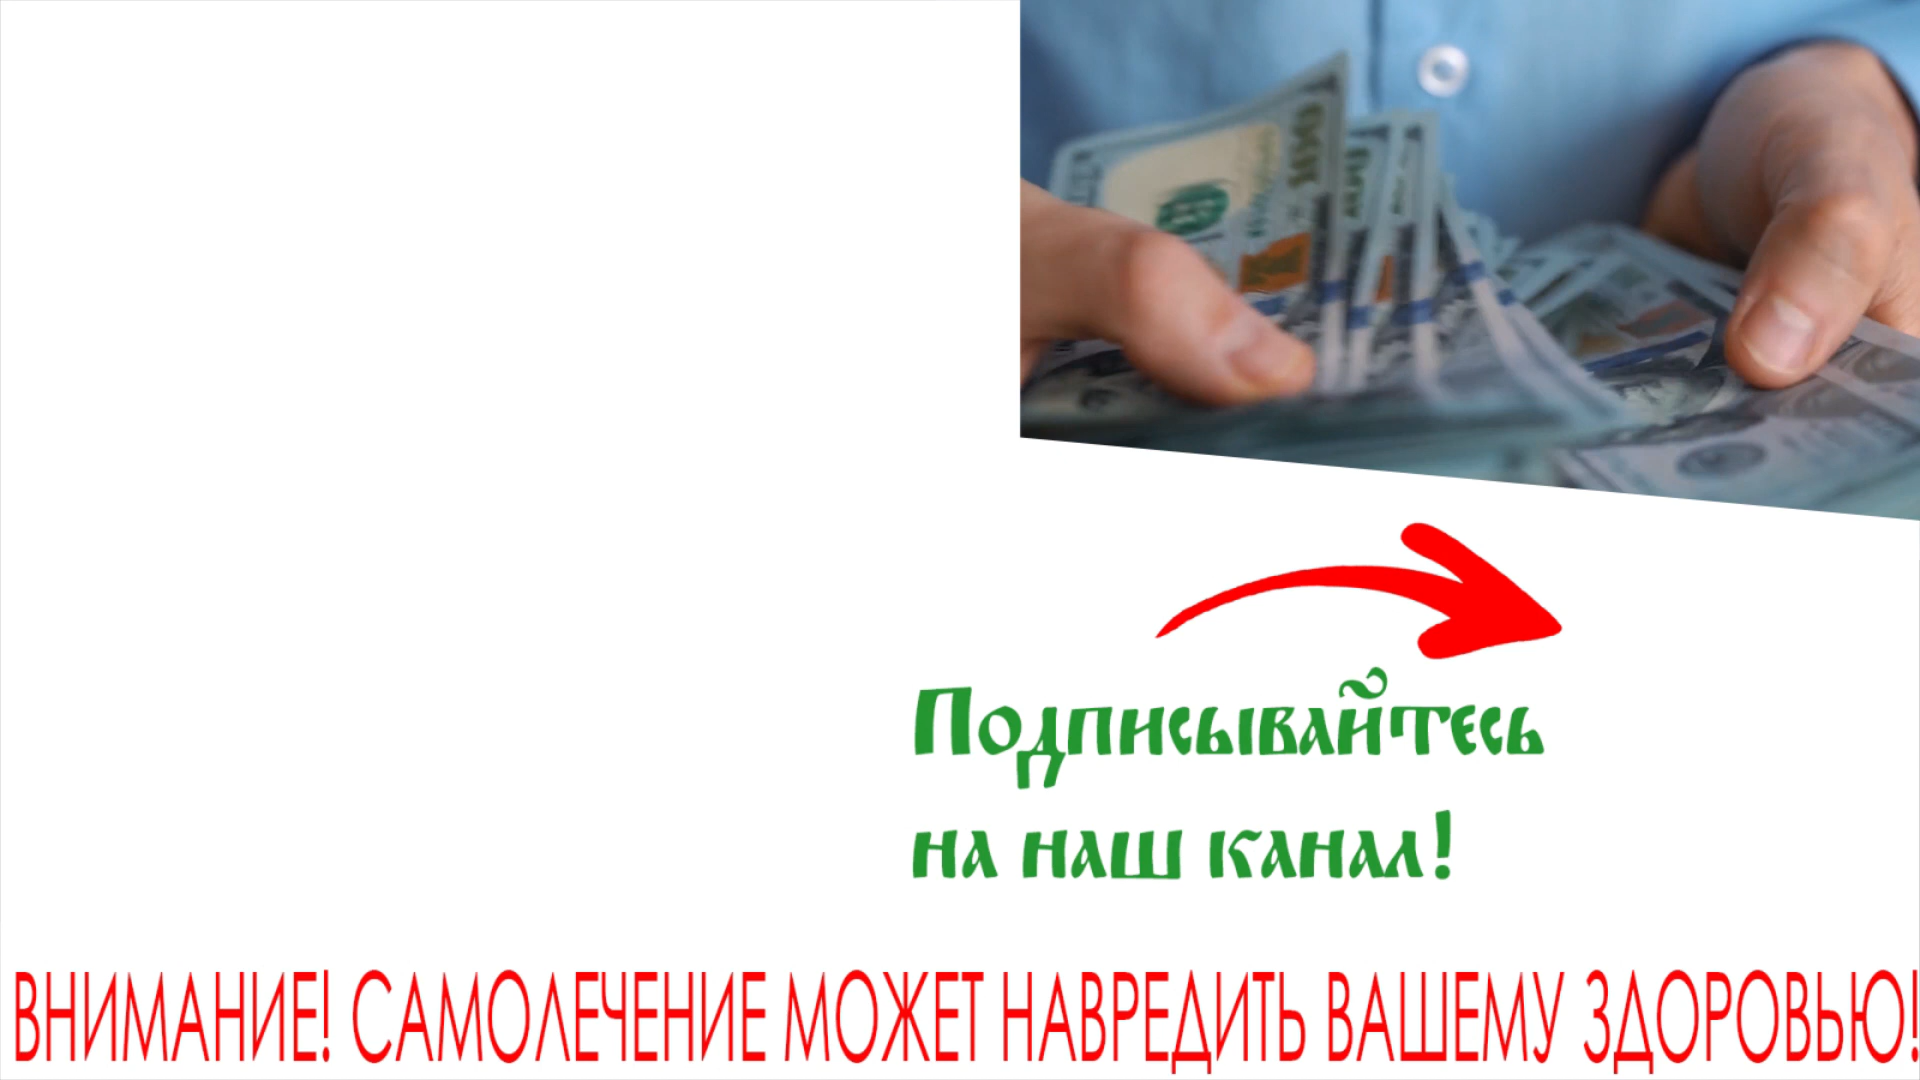 Подписывайтесь
на наш канал!
ВНИМАНИЕ! САМОЛЕЧЕНИЕ МОЖЕТ НАВРЕДИТЬ ВАШЕМУ ЗДОРОВЬЮ!